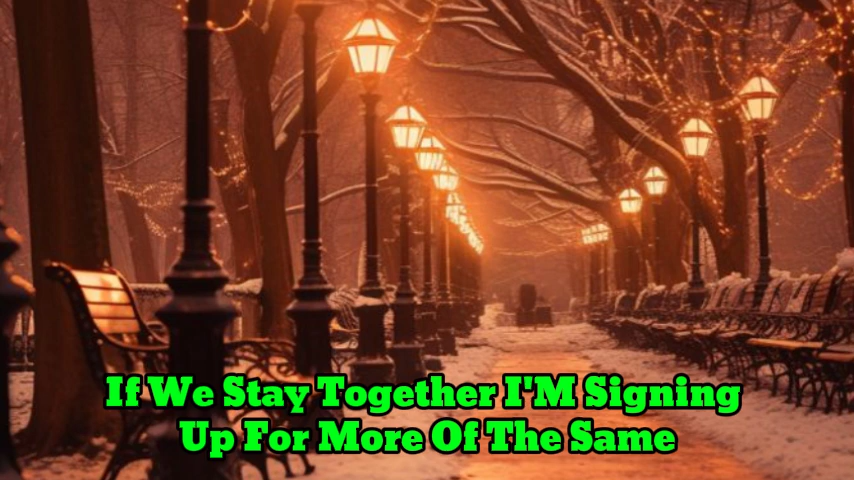 If We Stay Together I'M Signing
Up For More Of The Same